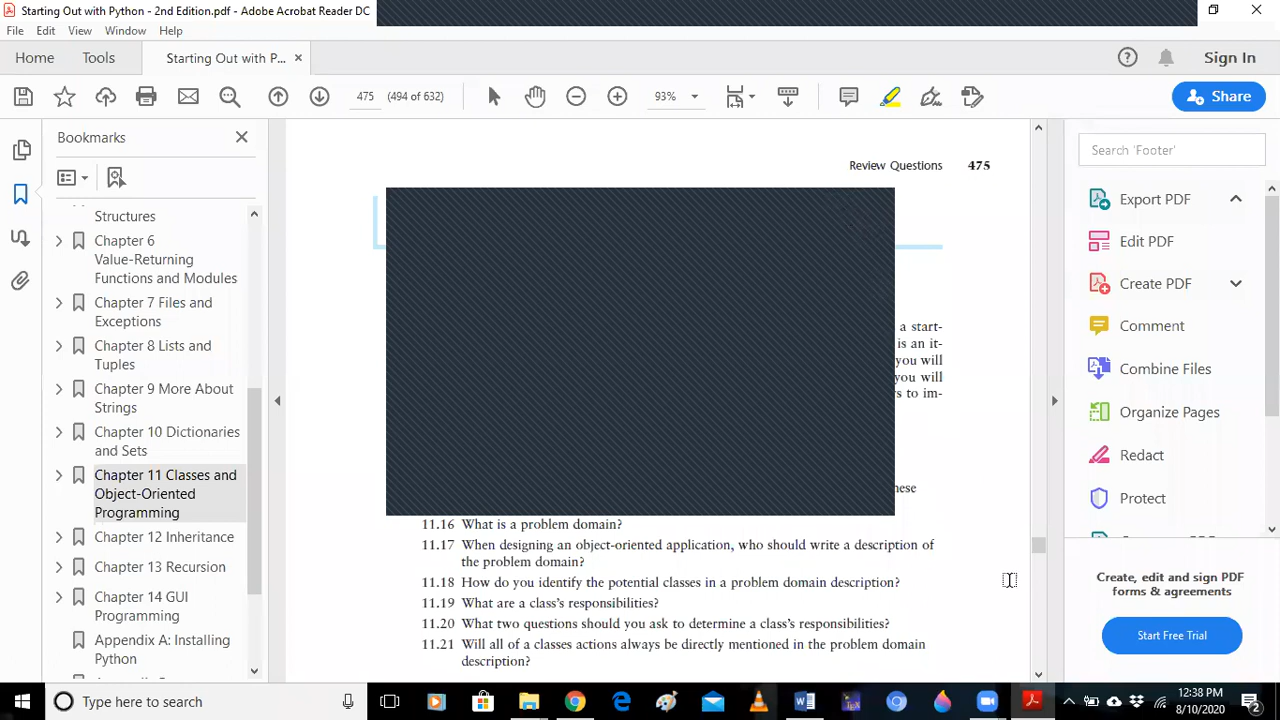 Starting Out with Python - 2nd Edition.pdf - Adobe Acrobat Reader DC
File Edit View Window Help
Home Tools Starting Out with P... × Sign In
475 (494 of 632) 93% Share
Bookmarks
Structures
Chapter 6
Value-Returning
Functions and Modules
Chapter 7 Files and
Exceptions
Chapter 8 Lists and
Tuples
Chapter 9 More About
Strings
Chapter 10 Dictionaries
and Sets
Chapter 11 Classes and
Object-Oriented
Programming
Chapter 12 Inheritance
Chapter 13 Recursion
Chapter 14 GUI
Programming
Appendix A: Installing
Python
Review Questions 475
a start-
is an it-
you will
you will
s to im-
hese
11.16 What is a problem domain?
11.17 When designing an object-oriented application, who should write a description of
the problem domain?
11.18 How do you identify the potential classes in a problem domain description?
11.19 What are a class's responsibilities?
11.20 What two questions should you ask to determine a class's responsibilities?
11.21 Will all of a classes actions always be directly mentioned in the problem domain
description?
Search 'Footer'
Export PDF
Edit PDF
Create PDF
Comment
Combine Files
Organize Pages
Redact
Protect
Create, edit and sign PDF
forms & agreements
Start Free Trial
Type here to search
12:38 PM
8/10/2020
2